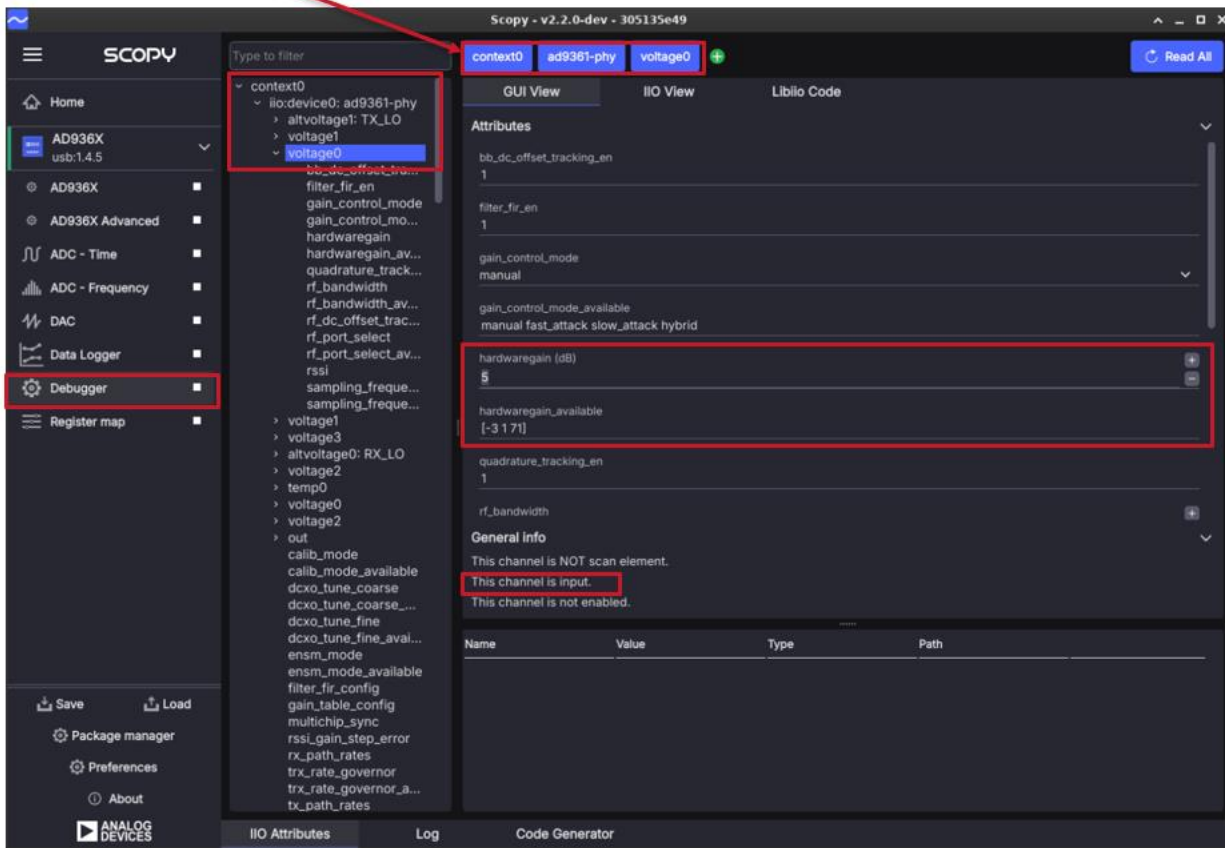 Scopy - v2.2.0-dev - 305135e49
SCOPY
Home
AD936X
usb:1.4.5
AD936X
AD936X Advanced
ADC - Time
ADC - Frequency
DAC
Data Logger
Debugger
Register map
Save
Load
Package manager
Preferences
About
ANALOG
DEVICES
Type to filter
context0
iio:device0: ad9361-phy
altvoltage1: TX_LO
voltage1
voltage0
bb_dc_offset_tra...
filter_fir_en
gain_control_mode
gain_control_mo...
hardwaregain
hardwaregain_av...
quadrature_track...
rf_bandwidth
rf_bandwidth_av...
rf_dc_offset_trac...
rf_port_select
rf_port_select_av...
rssi
sampling_freque...
sampling_freque...
voltage1
voltage3
altvoltage0: RX_LO
voltage2
temp0
voltage0
voltage2
out
calib_mode
calib_mode_available
dcxo_tune_coarse
dcxo_tune_coarse_...
dcxo_tune_fine
dcxo_tune_fine_avai...
ensm_mode
ensm_mode_available
filter_fir_config
gain_table_config
multichip_sync
rssi_gain_step_error
rx_path_rates
trx_rate_governor
trx_rate_governor_a...
tx_path_rates
context0 ad9361-phy voltage0
Read All
GUI View IIO View Libiio Code
Attributes
bb_dc_offset_tracking_en
1
filter_fir_en
1
gain_control_mode
manual
gain_control_mode_available
manual fast_attack slow_attack hybrid
hardwaregain (dB)
5
hardwaregain_available
[-3 1 71]
quadrature_tracking_en
1
rf_bandwidth
General info
This channel is NOT scan element.
This channel is input.
This channel is not enabled.
Name Value Type Path
IIO Attributes Log Code Generator